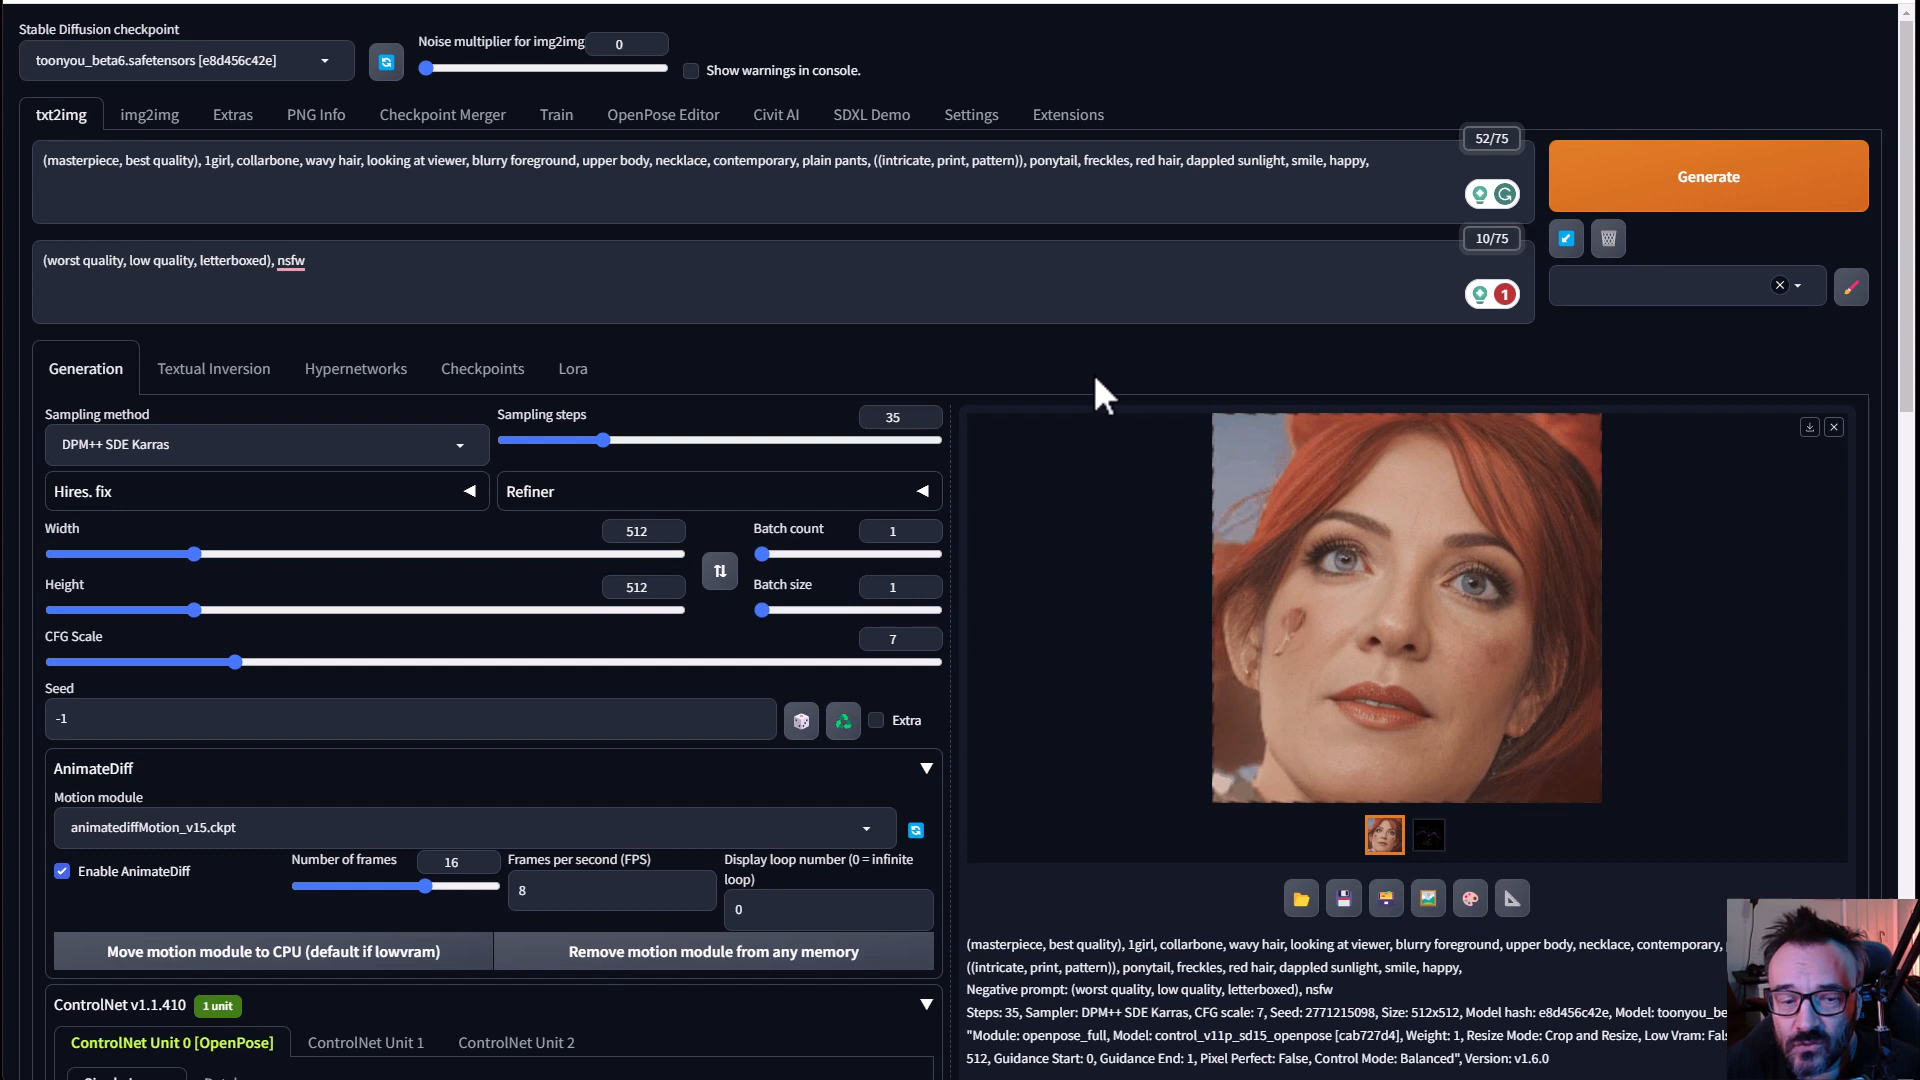 Stable Diffusion checkpoint
toonyou_beta6.safetensors [e8d456c42e]
Noise multiplier for img2img
0
Show warnings in console.
txt2img img2img Extras PNG Info Checkpoint Merger Train OpenPose Editor Civit AI SDXL Demo Settings Extensions
52/75
(masterpiece, best quality), 1girl, collarbone, wavy hair, looking at viewer, blurry foreground, upper body, necklace, contemporary, plain pants, ((intricate, print, pattern)), ponytail, freckles, red hair, dappled sunlight, smile, happy,
Generate
10/75
(worst quality, low quality, letterboxed), nsfw
1
Generation Textual Inversion Hypernetworks Checkpoints Lora
Sampling method
DPM++ SDE Karras
Sampling steps
35
Hires. fix
Refiner
Width
512
Batch count
1
Height
512
Batch size
1
CFG Scale
7
Seed
-1
Extra
AnimateDiff
Motion module
animatediffMotion_v15.ckpt
Enable AnimateDiff
Number of frames
16
Frames per second (FPS)
8
Display loop number (0 = infinite
loop)
0
Move motion module to CPU (default if lowvram)
Remove motion module from any memory
ControlNet v1.1.410
1 unit
ControlNet Unit 0 [OpenPose] ControlNet Unit 1 ControlNet Unit 2
(masterpiece, best quality), 1girl, collarbone, wavy hair, looking at viewer, blurry foreground, upper body, necklace, contemporary,
((intricate, print, pattern)), ponytail, freckles, red hair, dappled sunlight, smile, happy,
Negative prompt: (worst quality, low quality, letterboxed), nsfw
Steps: 35, Sampler: DPM++ SDE Karras, CFG scale: 7, Seed: 2771215098, Size: 512x512, Model hash: e8d456c42e, Model: toonyou_be
"Module: openpose_full, Model: control_v11p_sd15_openpose [cab727d4], Weight: 1, Resize Mode: Crop and Resize, Low Vram: Fal
512, Guidance Start: 0, Guidance End: 1, Pixel Perfect: False, Control Mode: Balanced", Version: v1.6.0